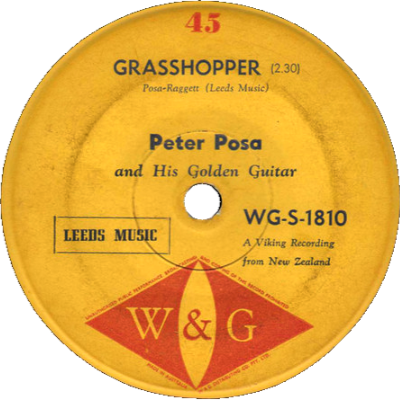 45
GRASSHOPPER (2.30)
Posa-Raggett (Leeds Music)
Peter Posa
and His Golden Guitar
WG-S-1810
LEEDS MUSIC
A Viking Recording
from New Zealand
W & G